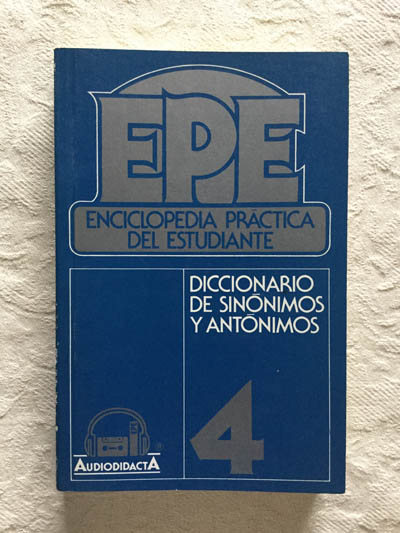 EPE
ENCICLOPEDIA PRÁCTICA
DEL ESTUDIANTE
DICCIONARIO
DE SINÓNIMOS
Y ANTÓNIMOS
4
AUDIODIDACTA